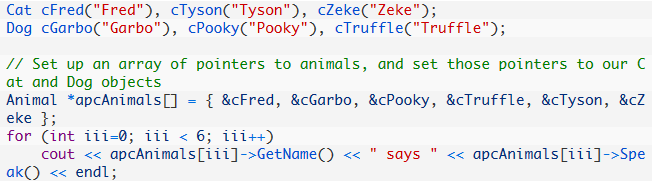 Cat cFred("Fred"), cTyson("Tyson"), cZeke("Zeke");
Dog cGarbo("Garbo"), cPooky("Pooky"), cTruffle("Truffle");

// Set up an array of pointers to animals, and set those pointers to our C
at and Dog objects
Animal *apcAnimals[] = { &cFred, &cGarbo, &cPooky, &cTruffle, &cTyson, &cZ
eke };
for (int iii=0; iii < 6; iii++)
    cout << apcAnimals[iii]->GetName() << " says " << apcAnimals[iii]->Spe
ak() << endl;